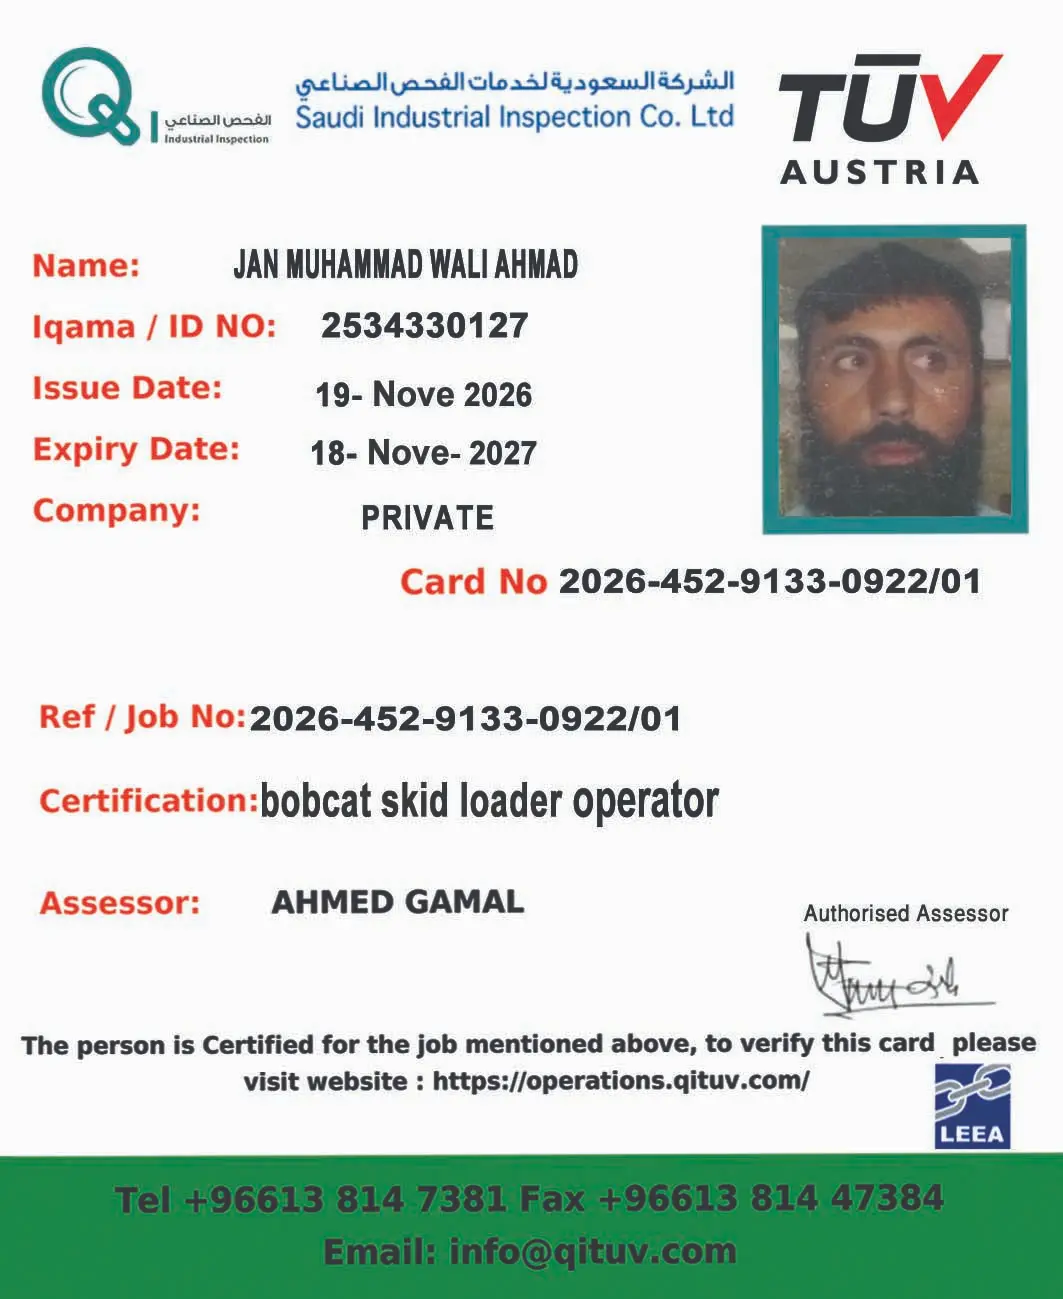 الفحص الصناعي
Industrial Inspection
الشركة السعودية لخدمات الفحص الصناعي
Saudi Industrial Inspection Co. Ltd
TÜV
AUSTRIA
Name: JAN MUHAMMAD WALI AHMAD
Iqama / ID NO: 2534330127
Issue Date: 19- Nove 2026
Expiry Date: 18- Nove- 2027
Company: PRIVATE
Card No 2026-452-9133-0922/01
Ref / Job No: 2026-452-9133-0922/01
Certification: bobcat skid loader operator
Assessor: AHMED GAMAL
Authorised Assessor
The person is Certified for the job mentioned above, to verify this card please
visit website : https://operations.qituv.com/
LEEA
Tel +96613 814 7381 Fax +96613 814 47384
Email: info@qituv.com